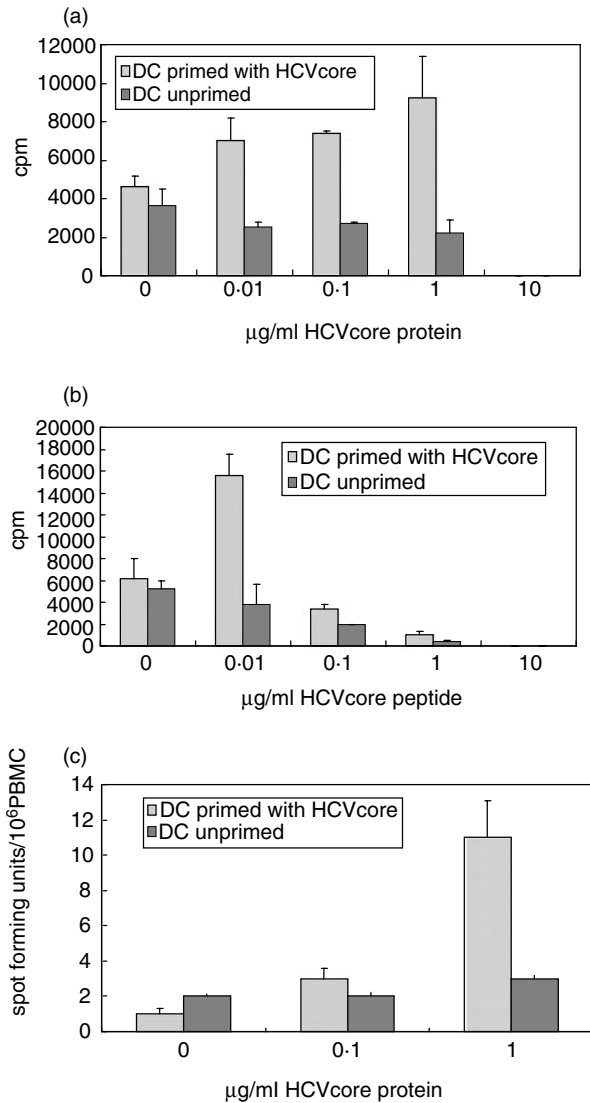 (a)
12000
10000
8000
6000
4000
2000
0
cpm
DC primed with HCVcore
DC unprimed
0 0·01 0·1 1 10
µg/ml HCVcore protein
(b)
20000
18000
16000
14000
12000
10000
8000
6000
4000
2000
0
cpm
DC primed with HCVcore
DC unprimed
0 0·01 0·1 1 10
µg/ml HCVcore peptide
(c)
14
12
10
8
6
4
2
0
spot forming units/10⁶PBMC
DC primed with HCVcore
DC unprimed
0 0·1 1
µg/ml HCVcore protein